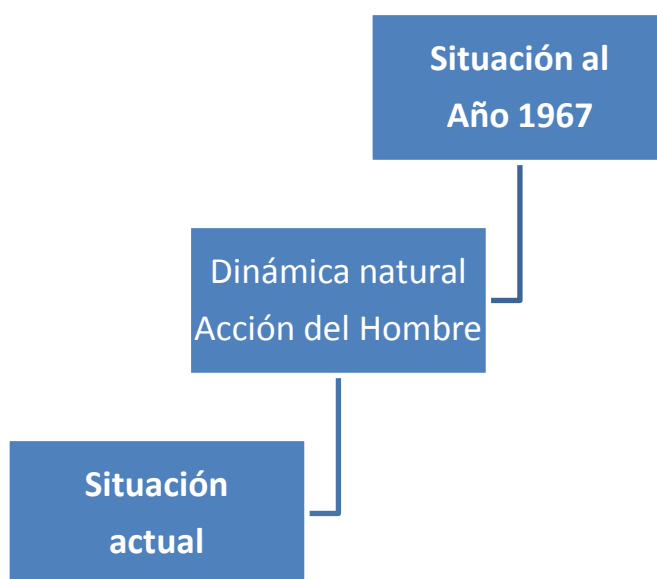 Situación al
Año 1967
Dinámica natural
Acción del Hombre
Situación
actual